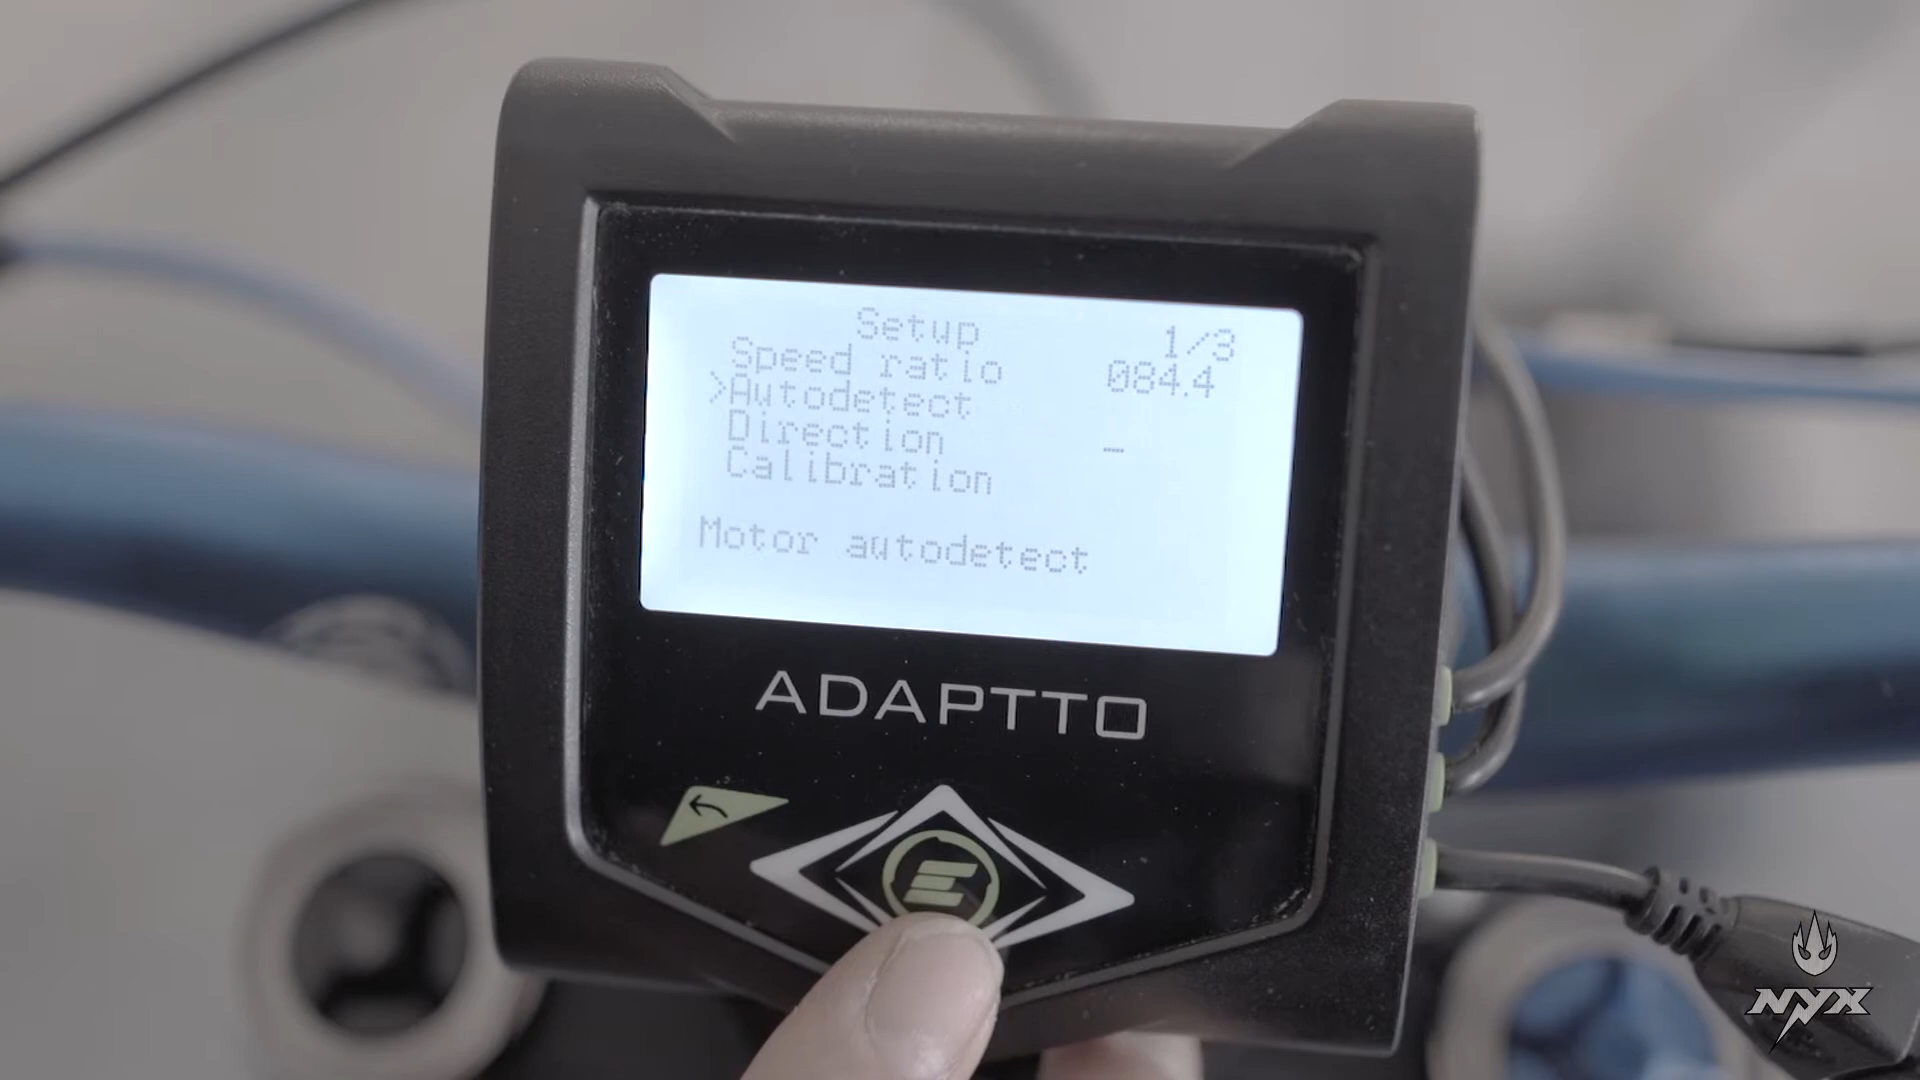 Setup 1/3
Speed ratio 084.4
>Autodetect
Direction _
Calibration
Motor autodetect
ADAPTTO
E
NYX